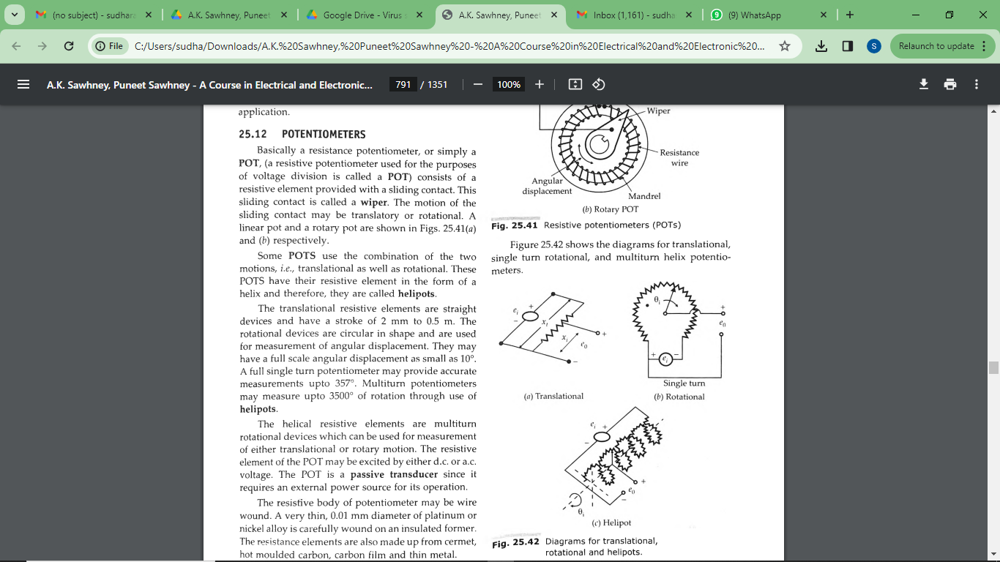 (no subject) - sudhara
A.K. Sawhney, Puneet
Google Drive - Virus s
A.K. Sawhney, Puneet
Inbox (1,161) - sudha
9
(9) WhatsApp
File
C:/Users/sudha/Downloads/A.K.%20Sawhney,%20Puneet%20Sawhney%20-%20A%20Course%20in%20Electrical%20and%20Electronic%20...
S
Relaunch to update
A.K. Sawhney, Puneet Sawhney - A Course in Electrical and Electronic...
791 / 1351
100%
application.
25.12 POTENTIOMETERS
Basically a resistance potentiometer, or simply a
POT, (a resistive potentiometer used for the purposes
of voltage division is called a POT) consists of a
resistive element provided with a sliding contact. This
sliding contact is called a wiper. The motion of the
sliding contact may be translatory or rotational. A
linear pot and a rotary pot are shown in Figs. 25.41(a)
and (b) respectively.
Some POTS use the combination of the two
motions, i.e., translational as well as rotational. These
POTS have their resistive element in the form of a
helix and therefore, they are called helipots.
The translational resistive elements are straight
devices and have a stroke of 2 mm to 0.5 m. The
rotational devices are circular in shape and are used
for measurement of angular displacement. They may
have a full scale angular displacement as small as 10°.
A full single turn potentiometer may provide accurate
measurements upto 357°. Multiturn potentiometers
may measure upto 3500° of rotation through use of
helipots.
The helical resistive elements are multiturn
rotational devices which can be used for measurement
of either translational or rotary motion. The resistive
element of the POT may be excited by either d.c. or a.c.
voltage. The POT is a passive transducer since it
requires an external power source for its operation.
The resistive body of potentiometer may be wire
wound. A very thin, 0.01 mm diameter of platinum or
nickel alloy is carefully wound on an insulated former.
The resistance elements are also made up from cermet,
hot moulded carbon, carbon film and thin metal.
Wiper
Resistance
wire
Angular
displacement
Mandrel
(b) Rotary POT
Fig. 25.41 Resistive potentiometers (POTs)
Figure 25.42 shows the diagrams for translational,
single turn rotational, and multiturn helix potentio-
meters.
ei
+
−
xt
xi
e0
+
−
(a) Translational
θi
+
e0
+ ei −
Single turn
(b) Rotational
ei
+
−
+
e0
−
θi
(c) Helipot
Fig. 25.42 Diagrams for translational,
rotational and helipots.